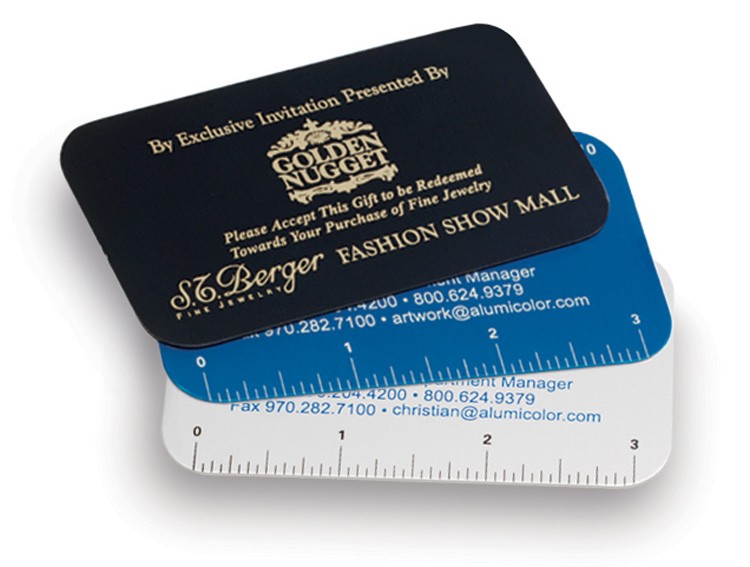 By Exclusive Invitation Presented By
GOLDEN
NUGGET
Please Accept This Gift to be Redeemed
Towards Your Purchase of Fine Jewelry
S.T. Berger FASHION SHOW MALL
FINE JEWELRY
10
Manager
.4200 • 800.624.9379
Fax 970.282.7100 • artwork@alumicolor.com
0 1 2 3
Manager
.204.4200 • 800.624.9379
Fax 970.282.7100 • christian@alumicolor.com
0 1 2 3